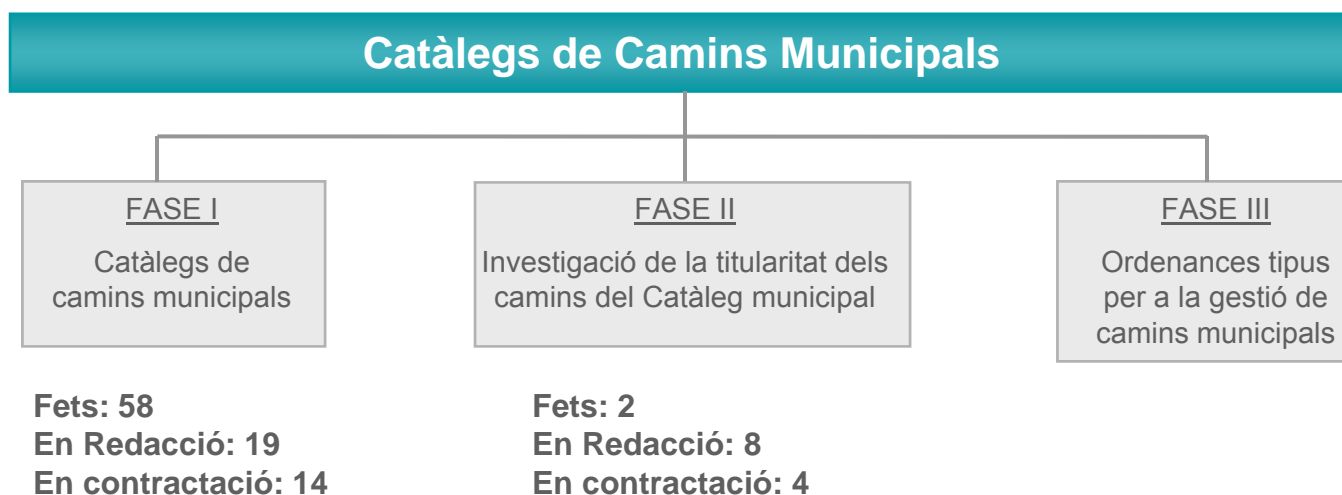 Catàlegs de Camins Municipals
FASE I
Catàlegs de
camins municipals
FASE II
Investigació de la titularitat dels
camins del Catàleg municipal
FASE III
Ordenances tipus
per a la gestió de
camins municipals
Fets: 58
En Redacció: 19
En contractació: 14
Fets: 2
En Redacció: 8
En contractació: 4